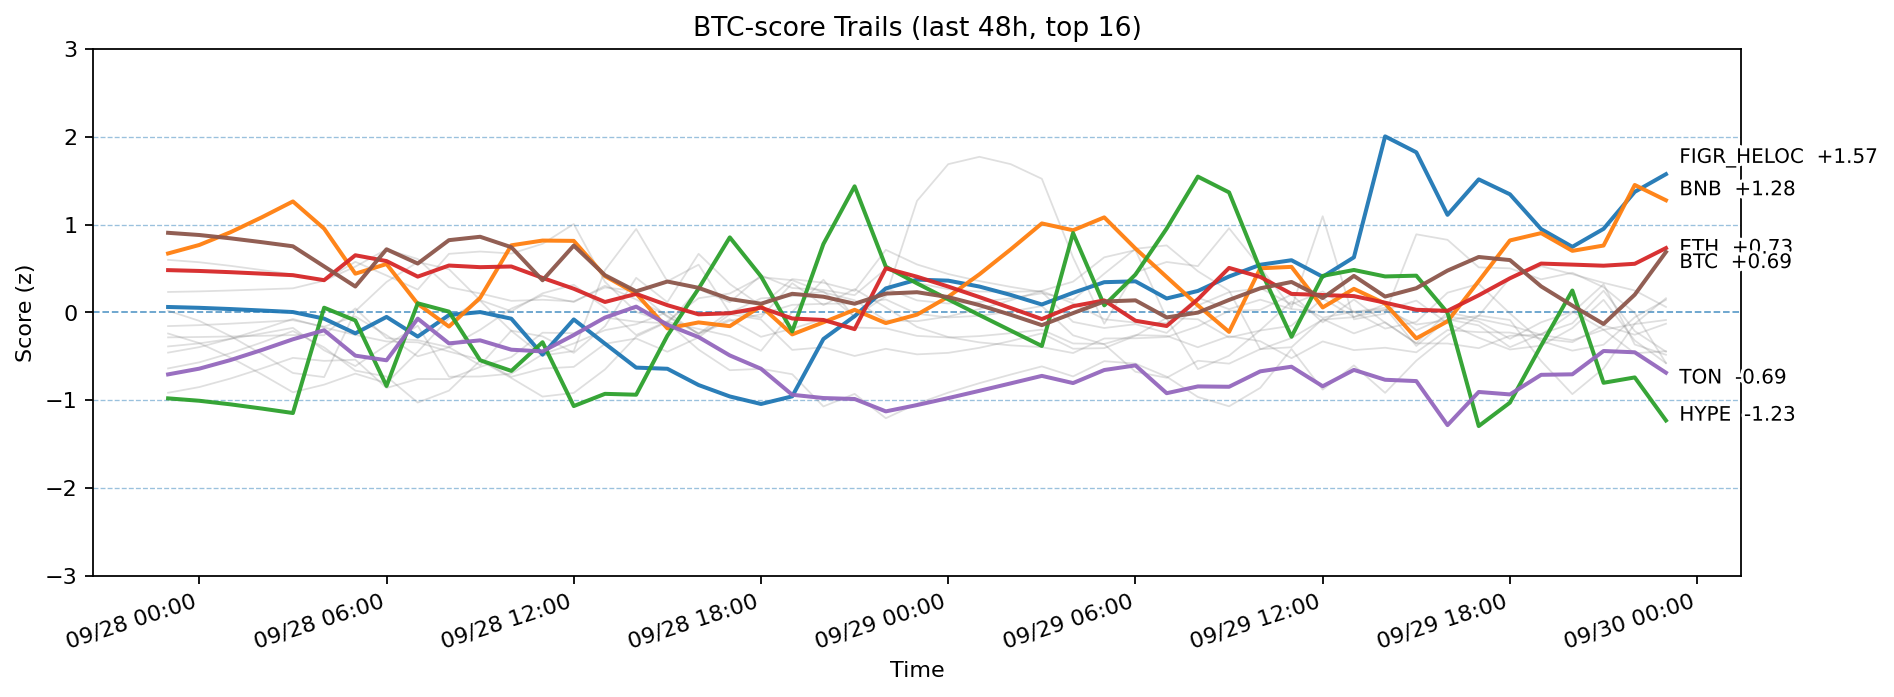 BTC-score Trails (last 48h, top 16)
Score (z)
3
2
1
0
−1
−2
−3
FIGR_HELOC +1.57
BNB +1.28
ETH +0.73
BTC +0.69
TON -0.69
HYPE -1.23
09/28 00:00
09/28 06:00
09/28 12:00
09/28 18:00
09/29 00:00
09/29 06:00
09/29 12:00
09/29 18:00
09/30 00:00
Time